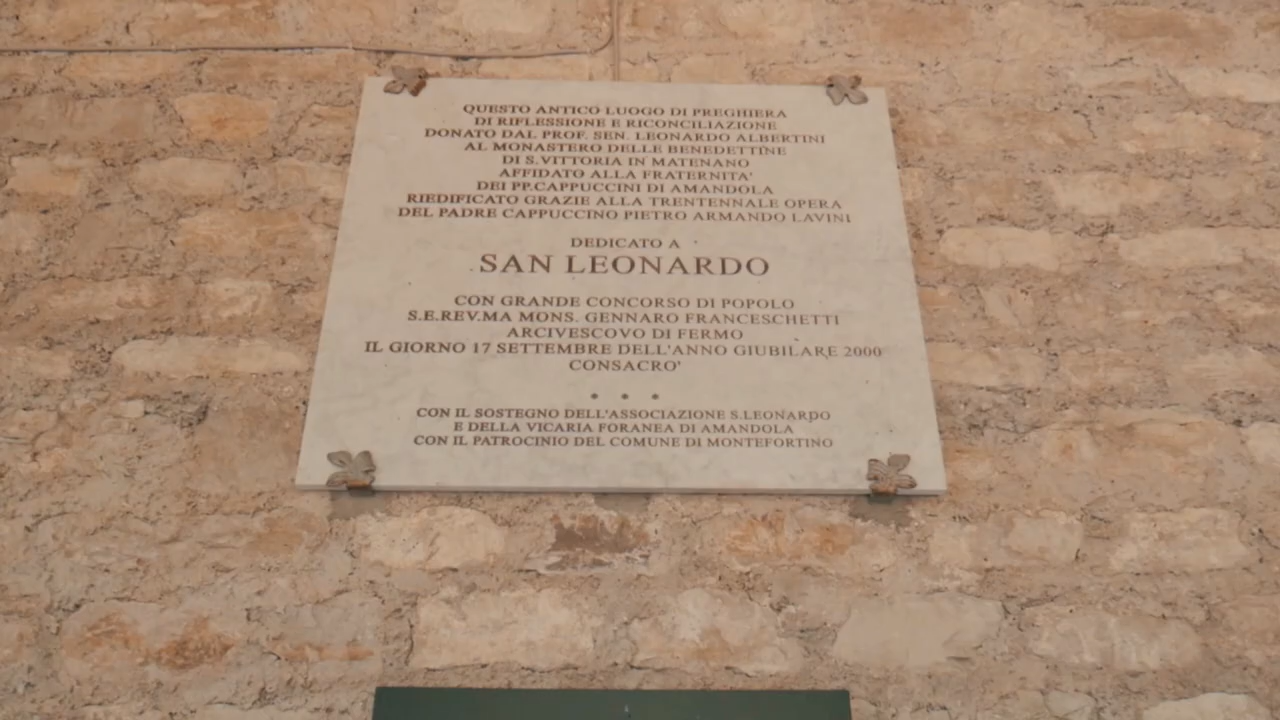 QUESTO ANTICO LUOGO DI PREGHIERA
DI RIFLESSIONE E RICONCILIAZIONE
DONATO DAL PROF. SEN. LEONARDO ALBERTINI
AL MONASTERO DELLE BENEDETTINE
DI S.VITTORIA IN MATENANO
AFFIDATO ALLA FRATERNITA'
DEI PP.CAPPUCCINI DI AMANDOLA
RIEDIFICATO GRAZIE ALLA TRENTENNALE OPERA
DEL PADRE CAPPUCCINO PIETRO ARMANDO LAVINI
DEDICATO A
SAN LEONARDO
CON GRANDE CONCORSO DI POPOLO
S.E.REV.MA MONS. GENNARO FRANCESCHETTI
ARCIVESCOVO DI FERMO
IL GIORNO 17 SETTEMBRE DELL'ANNO GIUBILARE 2000
CONSACRO'
* * *
CON IL SOSTEGNO DELL'ASSOCIAZIONE S.LEONARDO
E DELLA VICARIA FORANEA DI AMANDOLA
CON IL PATROCINIO DEL COMUNE DI MONTEFORTINO